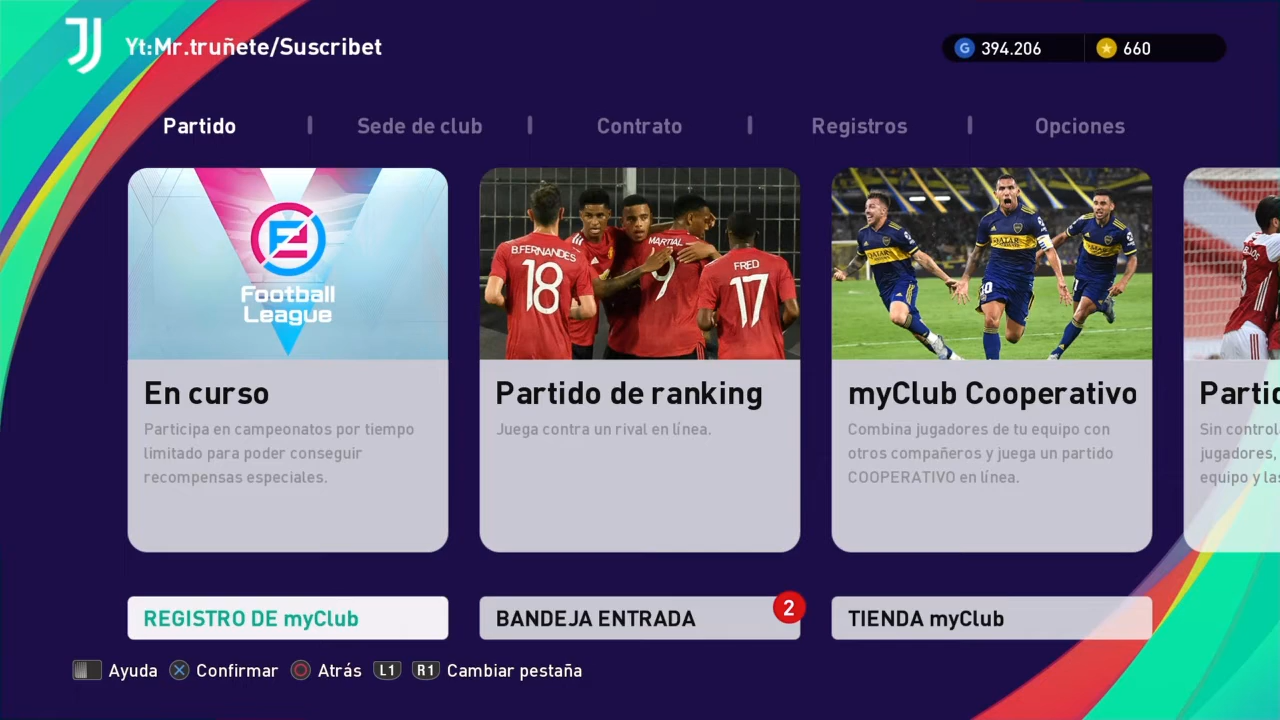 Yt:Mr.truñete/Suscribet
G 394.206
660
Partido
Sede de club
Contrato
Registros
Opciones
Football
League
B.FERNANDES
18
MARTIAL
9
FRED
17
QATAR
10
QATAR
En curso
Participa en campeonatos por tiempo
limitado para poder conseguir
recompensas especiales.
Partido de ranking
Juega contra un rival en línea.
myClub Cooperativo
Combina jugadores de tu equipo con
otros compañeros y juega un partido
COOPERATIVO en línea.
Partid
Sin control
jugadores,
equipo y las
REGISTRO DE myClub
BANDEJA ENTRADA
2
TIENDA myClub
Ayuda
Confirmar
Atrás
L1
R1
Cambiar pestaña